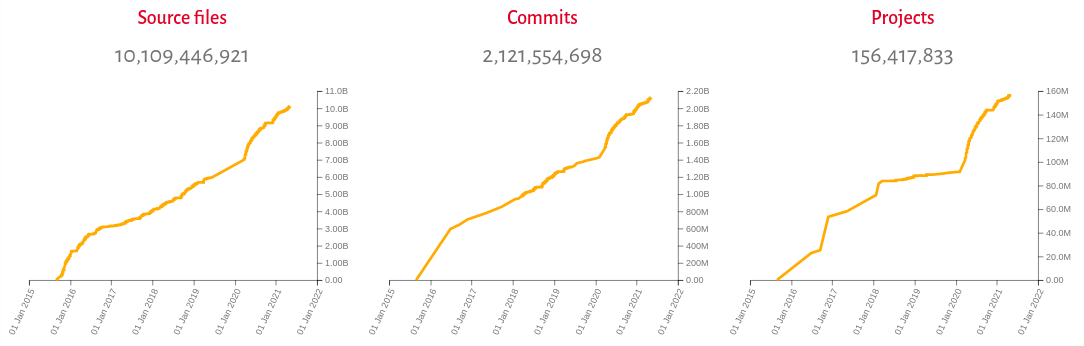 Source files
10,109,446,921
11.0B
10.0B
9.00B
8.00B
7.00B
6.00B
5.00B
4.00B
3.00B
2.00B
1.00B
0.00
01 Jan 2015
01 Jan 2016
01 Jan 2017
01 Jan 2018
01 Jan 2019
01 Jan 2020
01 Jan 2021
01 Jan 2022
Commits
2,121,554,698
2.20B
2.00B
1.80B
1.60B
1.40B
1.20B
1.00B
800M
600M
400M
200M
0.00
01 Jan 2015
01 Jan 2016
01 Jan 2017
01 Jan 2018
01 Jan 2019
01 Jan 2020
01 Jan 2021
01 Jan 2022
Projects
156,417,833
160M
140M
120M
100M
80.0M
60.0M
40.0M
20.0M
0.00
01 Jan 2015
01 Jan 2016
01 Jan 2017
01 Jan 2018
01 Jan 2019
01 Jan 2020
01 Jan 2021
01 Jan 2022